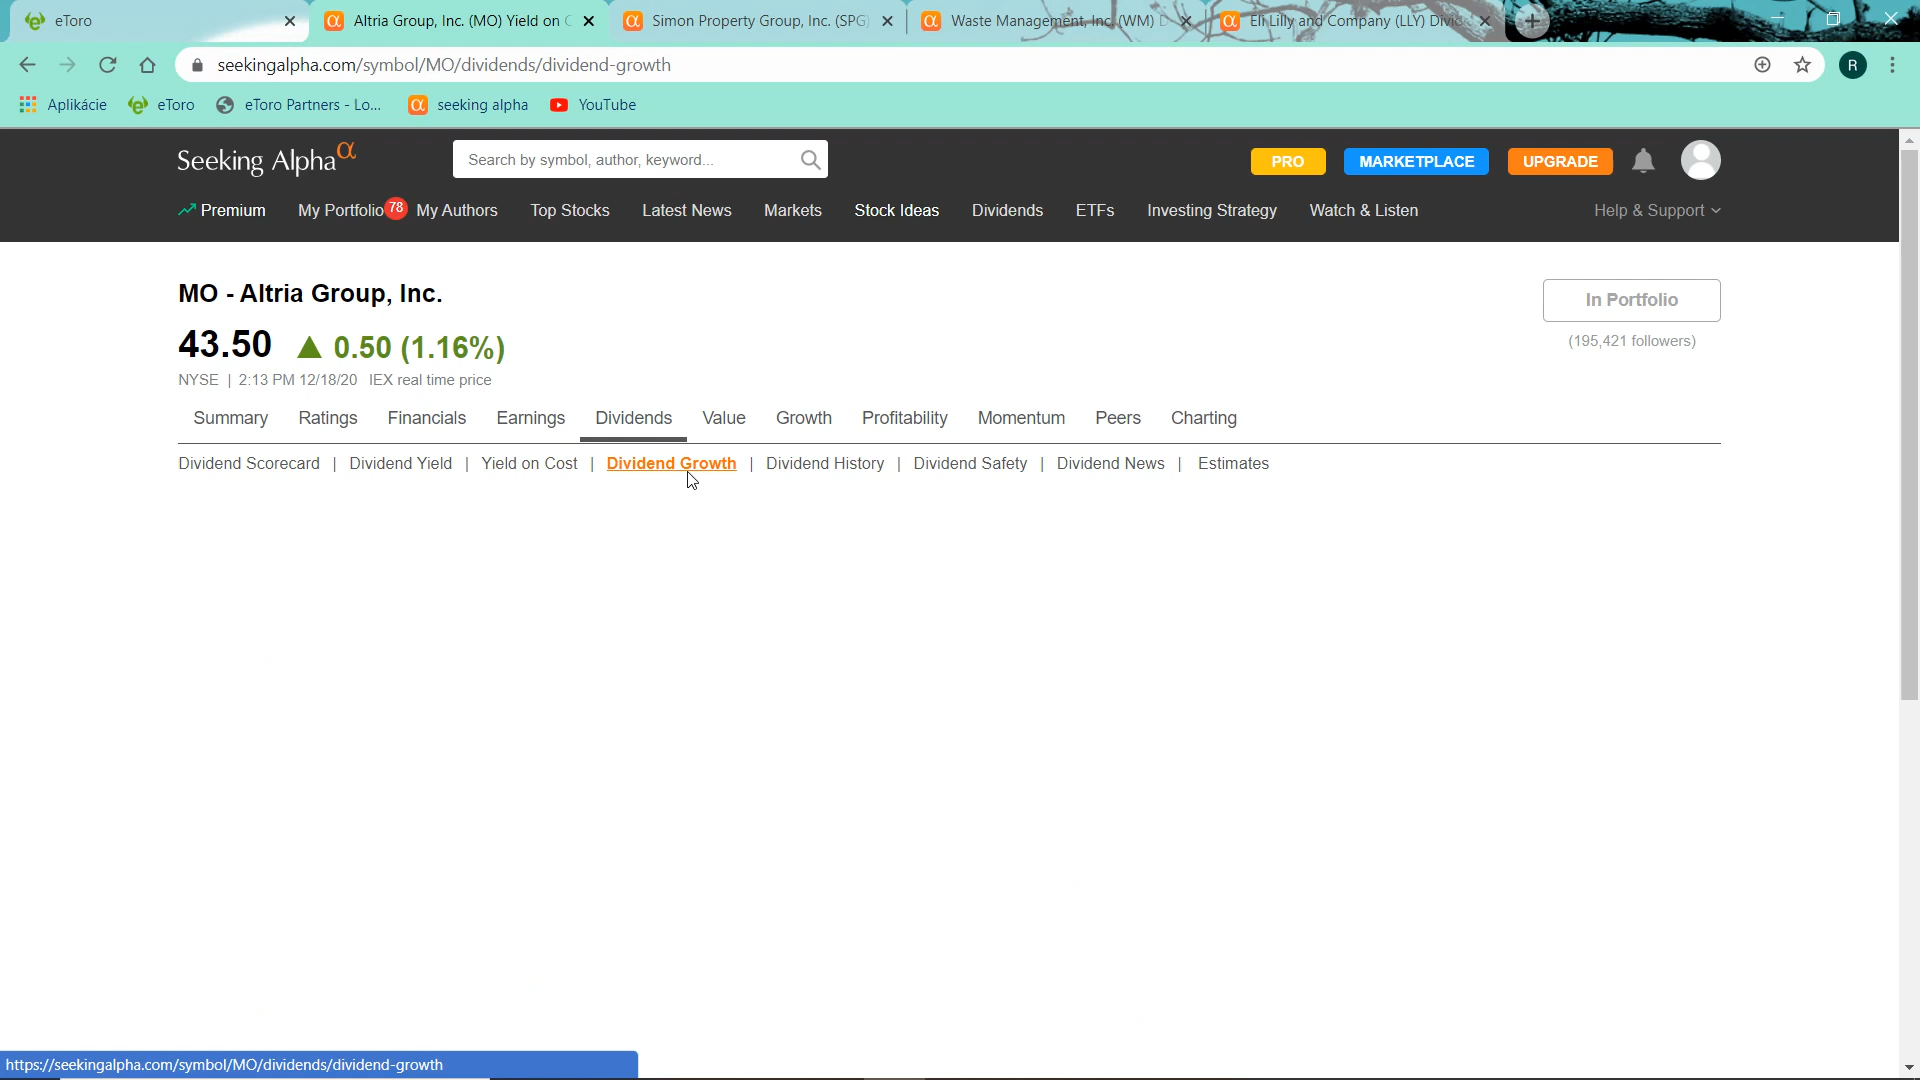 eToro
Altria Group, Inc. (MO) Yield on C
Simon Property Group, Inc. (SPG)
Waste Management, Inc. (WM) D
Eli Lilly and Company (LLY) Divid
seekingalpha.com/symbol/MO/dividends/dividend-growth
R
Aplikácie
eToro
eToro Partners - Lo...
seeking alpha
YouTube
Seeking Alpha α
Search by symbol, author, keyword...
PRO
MARKETPLACE
UPGRADE
Premium
My Portfolio 78
My Authors
Top Stocks
Latest News
Markets
Stock Ideas
Dividends
ETFs
Investing Strategy
Watch & Listen
Help & Support
MO - Altria Group, Inc.
In Portfolio
43.50 ▲ 0.50 (1.16%)
(195,421 followers)
NYSE | 2:13 PM 12/18/20 IEX real time price
Summary Ratings Financials Earnings Dividends Value Growth Profitability Momentum Peers Charting
Dividend Scorecard | Dividend Yield | Yield on Cost | Dividend Growth | Dividend History | Dividend Safety | Dividend News | Estimates
https://seekingalpha.com/symbol/MO/dividends/dividend-growth